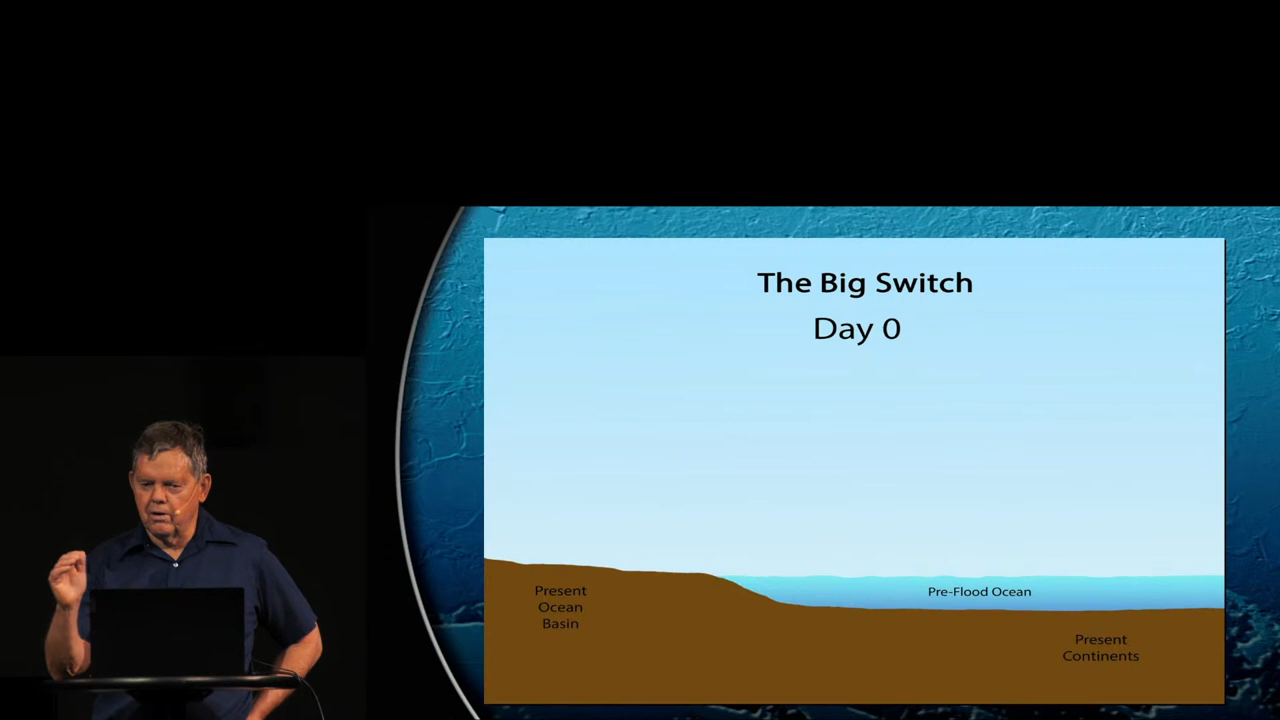 The Big Switch
Day 0
Present
Ocean
Basin
Pre-Flood Ocean
Present
Continents